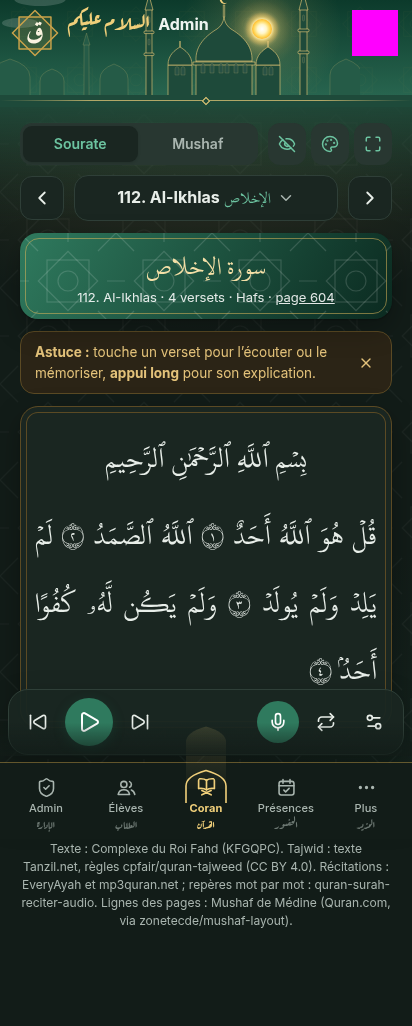 ق
السلام عليكم Admin
Sourate Mushaf
112. Al-Ikhlas الإخلاص
سورة الإخلاص
112. Al-Ikhlas · 4 versets · Hafs · page 604
Astuce : touche un verset pour l’écouter ou le
mémoriser, appui long pour son explication.
بِسْمِ ٱللَّهِ ٱلرَّحْمَٰنِ ٱلرَّحِيمِ
قُلْ هُوَ ٱللَّهُ أَحَدٌ ١ ٱللَّهُ ٱلصَّمَدُ ٢ لَمْ
يَلِدْ وَلَمْ يُولَدْ ٣ وَلَمْ يَكُن لَّهُۥ كُفُوًا
أَحَدٌۢ ٤
Admin Élèves Coran Présences Plus
الإدارة الطلاب القرآن الحضور المزيد
Texte : Complexe du Roi Fahd (KFGQPC). Tajwid : texte
Tanzil.net, règles cpfair/quran-tajweed (CC BY 4.0). Récitations :
EveryAyah et mp3quran.net ; repères mot par mot : quran-surah-
reciter-audio. Lignes des pages : Mushaf de Médine (Quran.com,
via zonetecde/mushaf-layout).